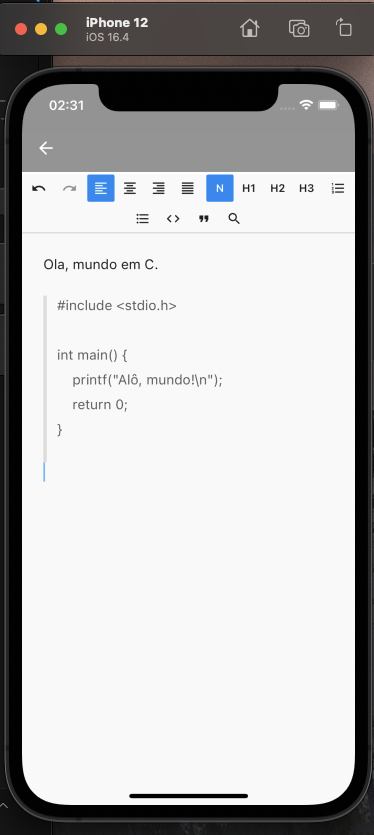 iPhone 12
iOS 16.4
02:31
N H1 H2 H3
Ola, mundo em C.
#include <stdio.h>
int main() {
printf("Alô, mundo!\n");
return 0;
}